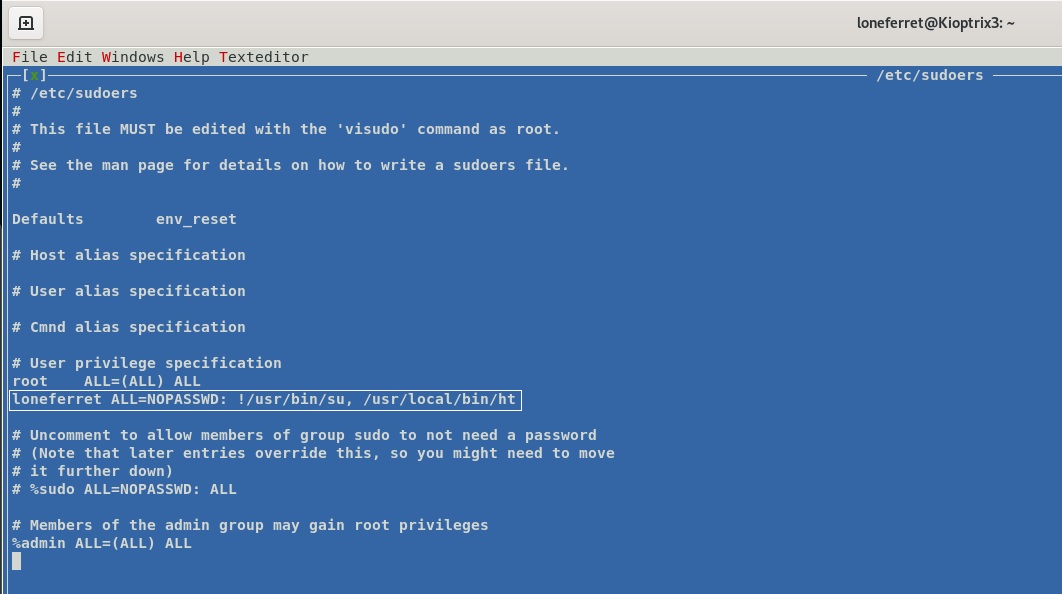 loneferret@Kioptrix3: ~
File Edit Windows Help Texteditor
[x] /etc/sudoers
# /etc/sudoers
#
# This file MUST be edited with the 'visudo' command as root.
#
# See the man page for details on how to write a sudoers file.
#
Defaults        env_reset
# Host alias specification
# User alias specification
# Cmnd alias specification
# User privilege specification
root    ALL=(ALL) ALL
loneferret ALL=NOPASSWD: !/usr/bin/su, /usr/local/bin/ht
# Uncomment to allow members of group sudo to not need a password
# (Note that later entries override this, so you might need to move
# it further down)
# %sudo ALL=NOPASSWD: ALL
# Members of the admin group may gain root privileges
%admin ALL=(ALL) ALL